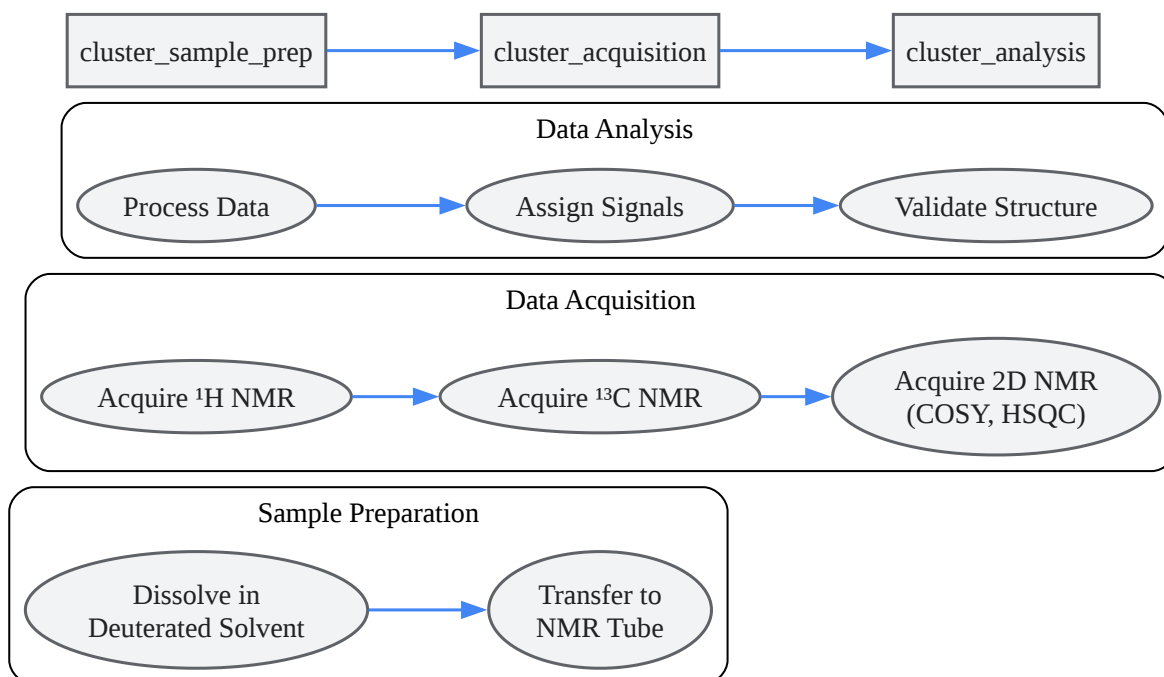 cluster_sample_prep
cluster_acquisition
cluster_analysis
Data Analysis
Process Data
Assign Signals
Validate Structure
Data Acquisition
Acquire ¹H NMR
Acquire ¹³C NMR
Acquire 2D NMR
(COSY, HSQC)
Sample Preparation
Dissolve in
Deuterated Solvent
Transfer to
NMR Tube